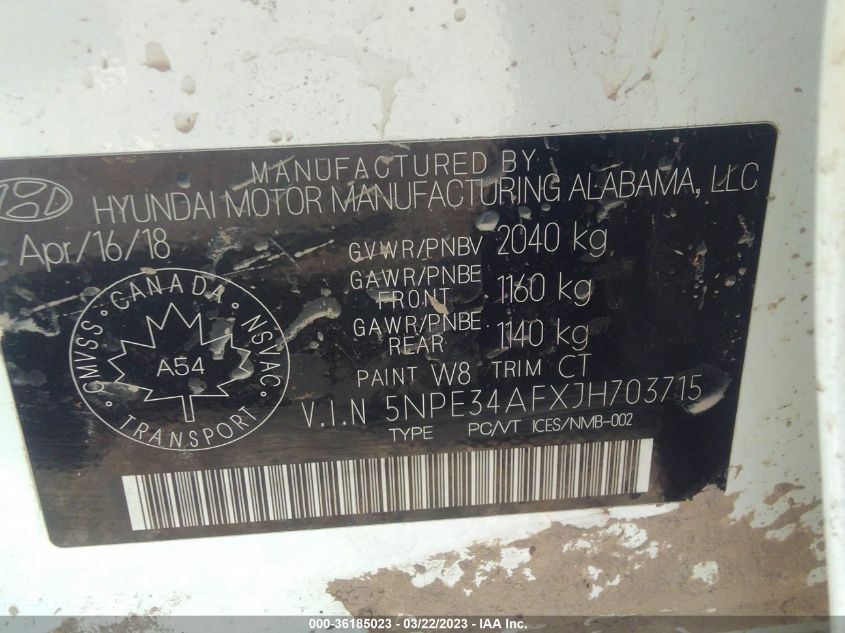 MANUFACTURED BY
HYUNDAI MOTOR MANUFACTURING ALABAMA, LLC
Apr/16/18
GVWR/PNBV 2040 kg
GAWR/PNBE FRONT 1160 kg
GAWR/PNBE REAR 1140 kg
PAINT W8 TRIM CT
V.I.N 5NPE34AFXJH703715
TYPE PC/VT ICES/NMB-002
CMVSS · CANADA · NSVAC · TRANSPORT ·
A54
000-36185023 - 03/22/2023 - IAA Inc.